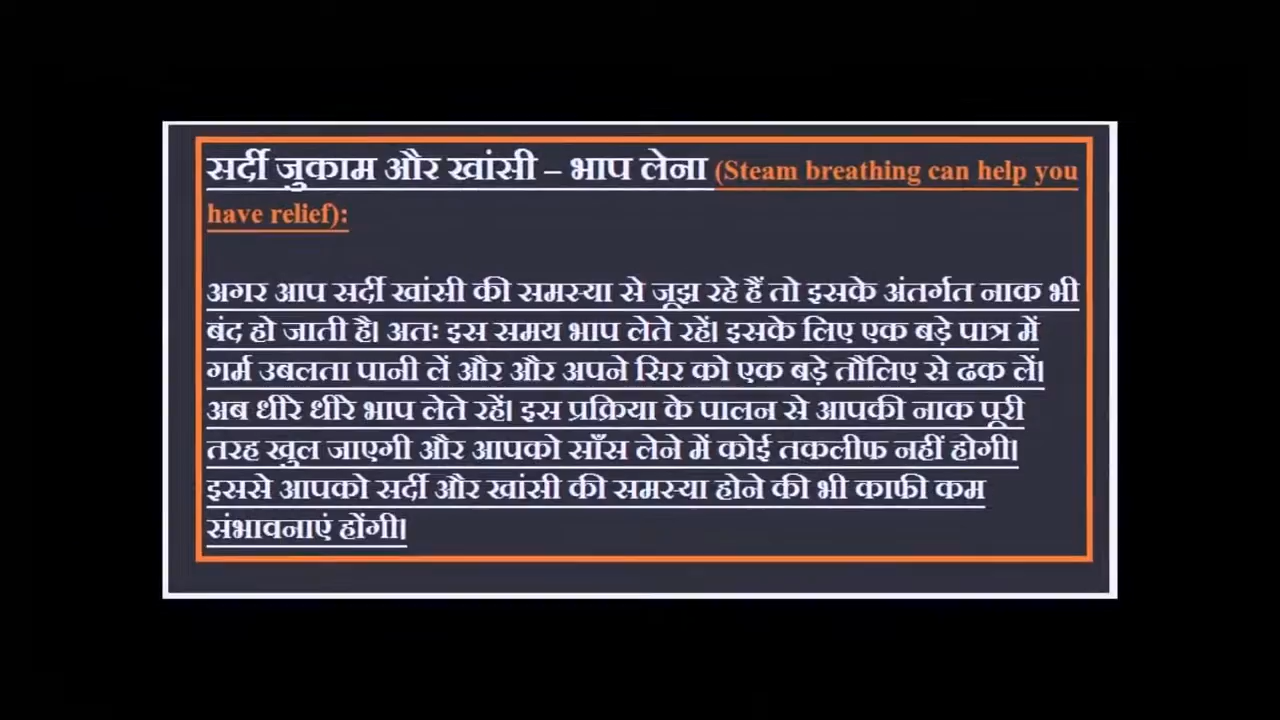 सर्दी जुकाम और खांसी – भाप लेना (Steam breathing can help you
have relief):
अगर आप सर्दी खांसी की समस्या से जूझ रहे हैं तो इसके अंतर्गत नाक भी
बंद हो जाती है। अतः इस समय भाप लेते रहें। इसके लिए एक बड़े पात्र में
गर्म उबलता पानी लें और और अपने सिर को एक बड़े तौलिए से ढक लें।
अब धीरे धीरे भाप लेते रहें। इस प्रक्रिया के पालन से आपकी नाक पूरी
तरह खुल जाएगी और आपको साँस लेने में कोई तकलीफ नहीं होगी।
इससे आपको सर्दी और खांसी की समस्या होने की भी काफी कम
संभावनाएं होंगी।